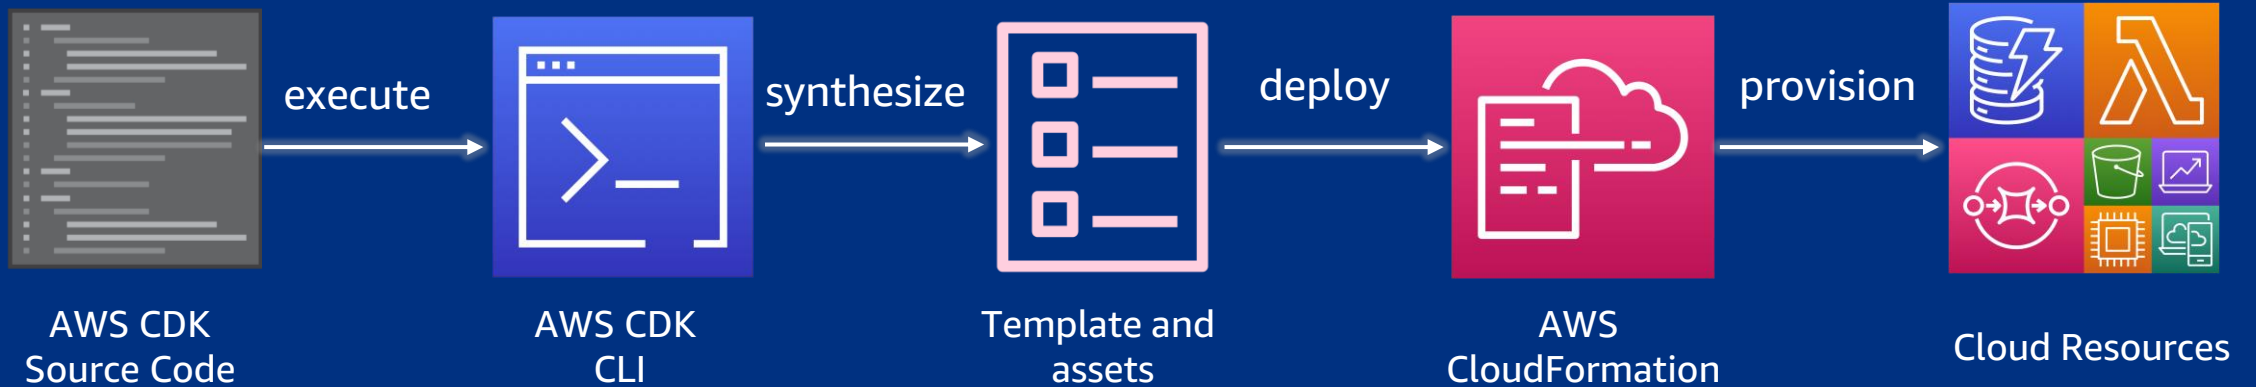 execute
synthesize
deploy
provision
AWS CDK
Source Code
AWS CDK
CLI
Template and
assets
AWS
CloudFormation
Cloud Resources